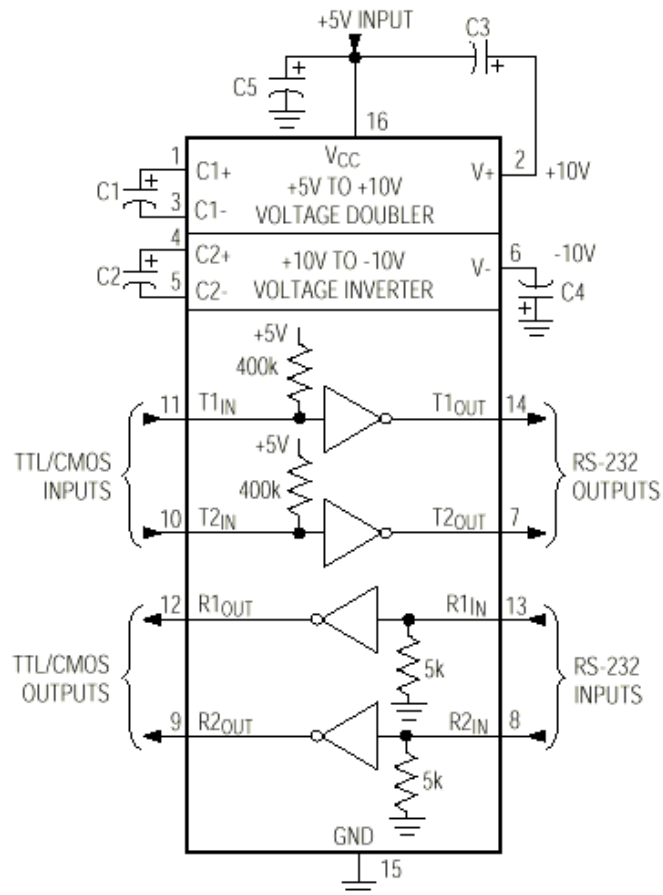 +5V INPUT
C3
+
+
C5
16
1
VCC
2
+10V
C1+
V+
C1
+
+5V TO +10V
3
C1-
VOLTAGE DOUBLER
4
C2+
+10V TO -10V
6
-10V
C2
+
V-
5
C2-
VOLTAGE INVERTER
C4
+
+5V
400k
11
T1IN
T1OUT
14
TTL/CMOS
INPUTS
+5V
400k
RS-232
OUTPUTS
10
T2IN
T2OUT
7
12
R1OUT
R1IN
13
TTL/CMOS
OUTPUTS
5k
RS-232
INPUTS
9
R2OUT
R2IN
8
5k
GND
15